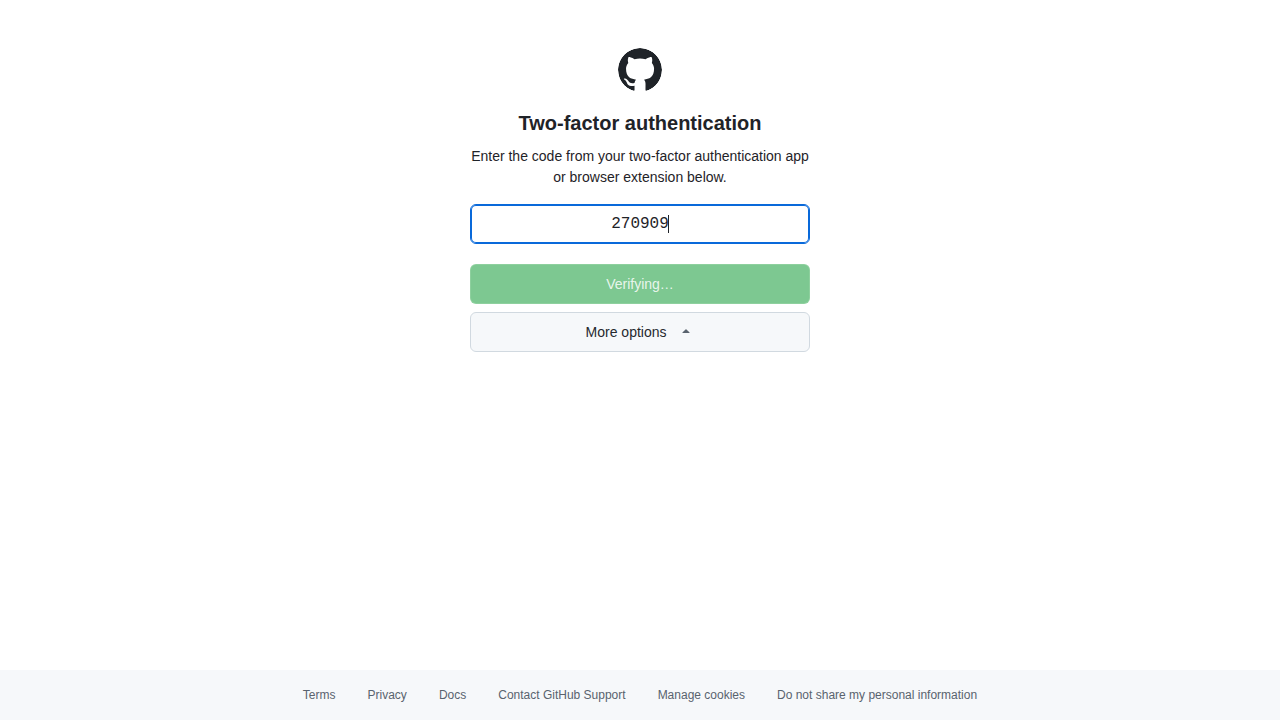 Two-factor authentication
Enter the code from your two-factor authentication app
or browser extension below.
270909
Verifying…
More options
Terms Privacy Docs Contact GitHub Support Manage cookies Do not share my personal information